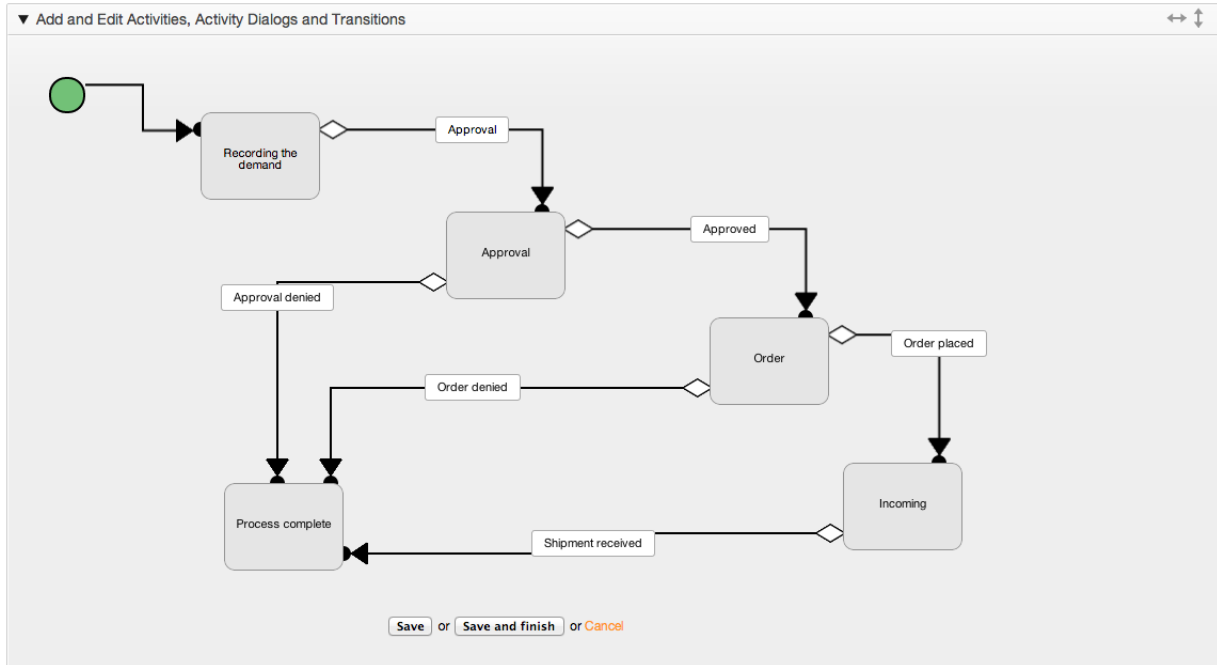 Add and Edit Activities, Activity Dialogs and Transitions
Approval
Recording the
demand
Approved
Approval
Approval denied
Order placed
Order
Order denied
Incoming
Process complete
Shipment received
Save or Save and finish or Cancel